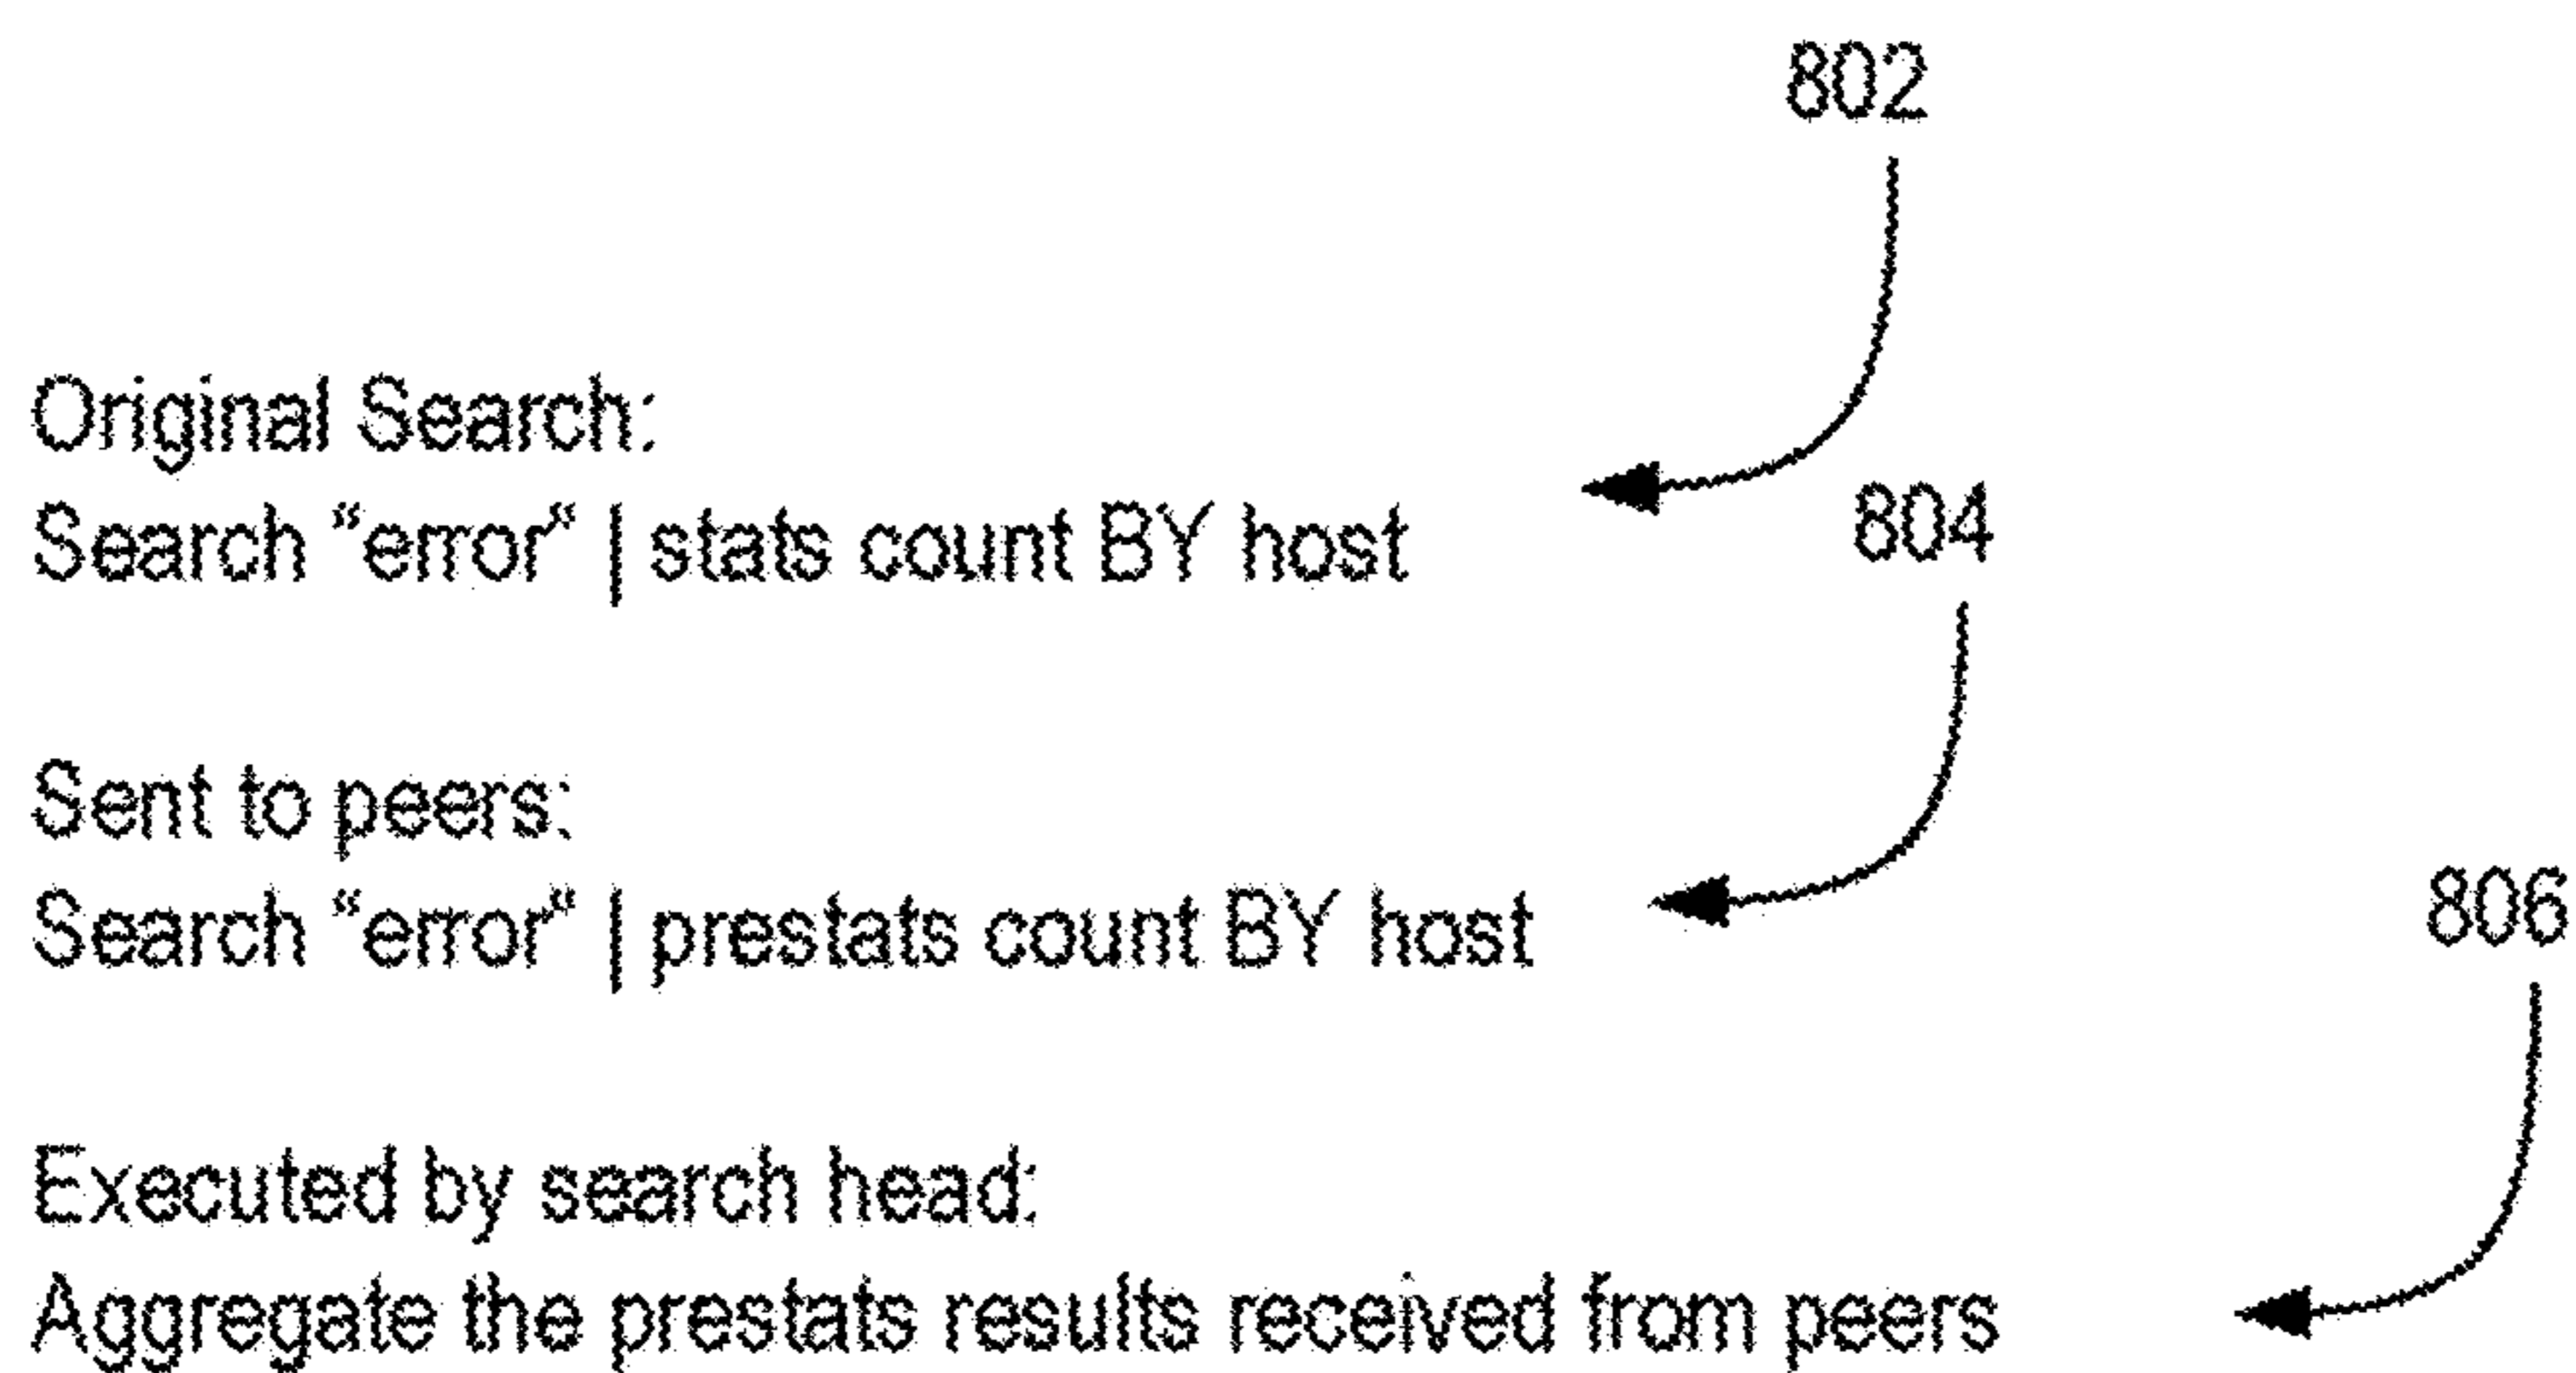 802
Original Search:
Search “error“ | stats count BY host
804
Sent to peers:
Search “error“ | prestats count BY host
806
Executed by search head:
Aggregate the prestats results received from peers